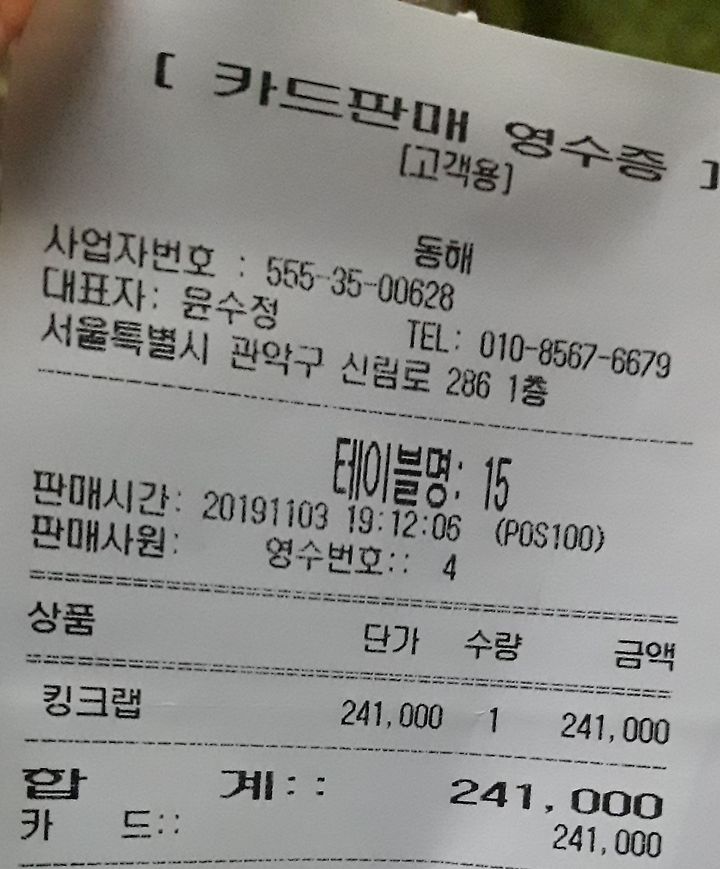 [ 카드판매 영수증 ]
[고객용]
동해
사업자번호 : 555-35-00628
대표자: 윤수정 TEL: 010-8567-6679
서울특별시 관악구 신림로 286 1층
테이블명: 15
판매시간: 20191103 19:12:06 (POS100)
판매사원: 영수번호:: 4
상품 단가 수량 금액
킹크랩 241,000 1 241,000
합 계:: 241,000
카 드:: 241,000